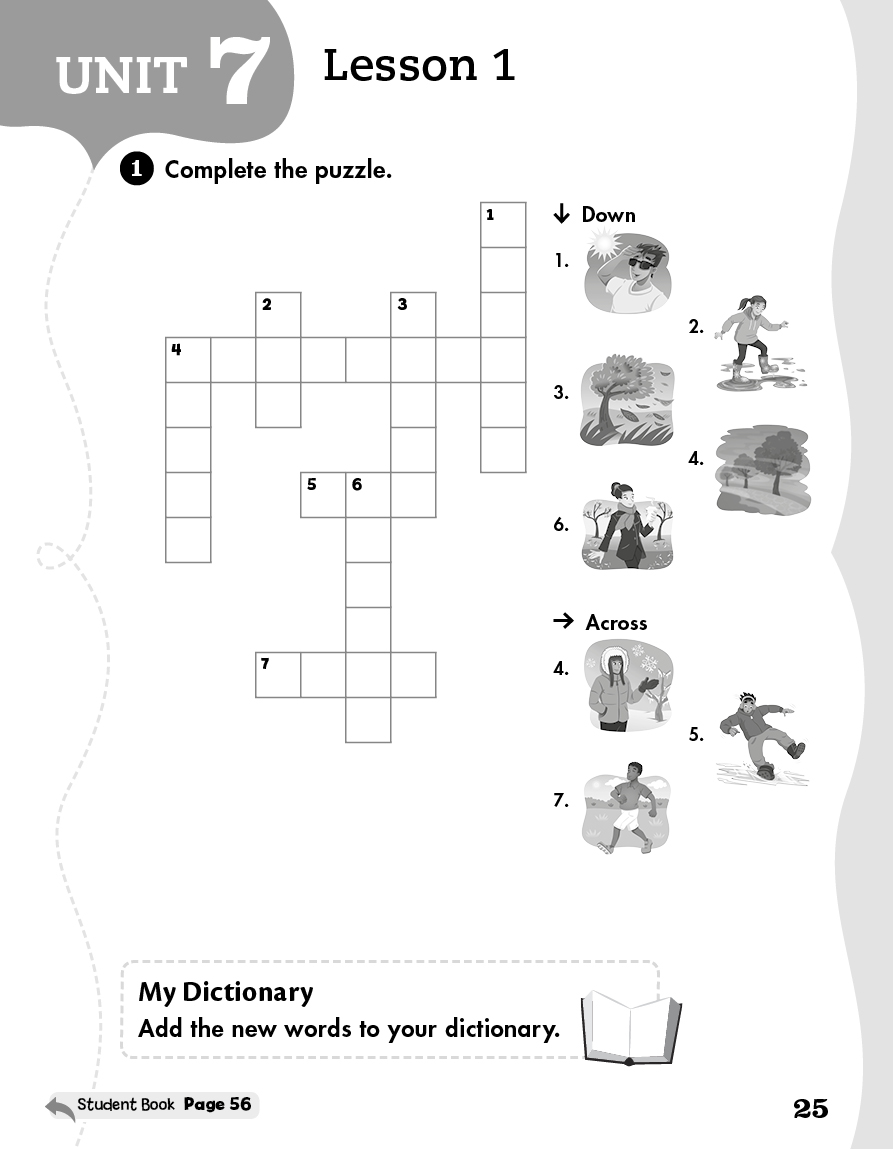 UNIT 7 Lesson 1
1 Complete the puzzle.
1
2
3
4
5
6
7
↓ Down
1.
2.
3.
4.
6.
→ Across
4.
5.
7.
My Dictionary
Add the new words to your dictionary.
Student Book Page 56
25